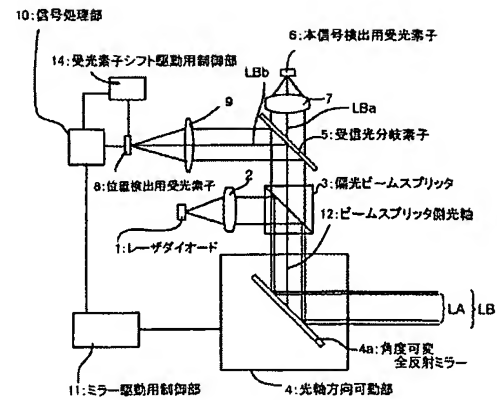 10:信号処理部
6:本信号検出用受光素子
14:受光素子シフト駆動用制御部
LBb
7
LBa
9
5:受信光分岐素子
8:位置検出用受光素子
2
3:偏光ビームスプリッタ
12:ビームスプリッタ側光軸
1:レーザダイオード
LA
LB
4a:角度可変
全反射ミラー
11:ミラー駆動用制御部
4:光軸方向可動部